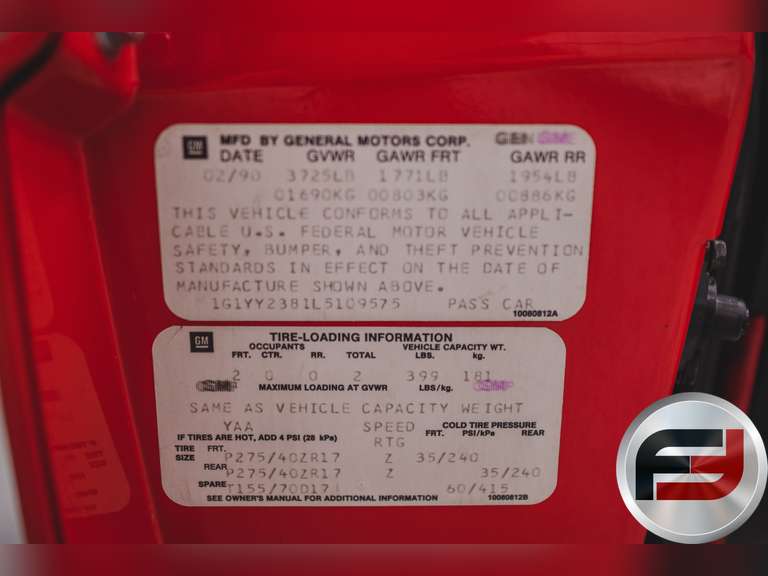 GM MFD BY GENERAL MOTORS CORP.
DATE GVWR GAWR FRT GAWR RR
02/90 3725LB 1771LB 1954LB
01690KG 00803KG 00886KG
THIS VEHICLE CONFORMS TO ALL APPLI-
CABLE U.S. FEDERAL MOTOR VEHICLE
SAFETY, BUMPER, AND THEFT PREVENTION
STANDARDS IN EFFECT ON THE DATE OF
MANUFACTURE SHOWN ABOVE.
1G1YY2381L5109575 PASS CAR
10080812A
GM TIRE-LOADING INFORMATION
OCCUPANTS VEHICLE CAPACITY WT.
FRT. CTR. RR. TOTAL LBS. kg.
2 0 0 2 399 181
MAXIMUM LOADING AT GVWR LBS/kg.
SAME AS VEHICLE CAPACITY WEIGHT
YAA SPEED COLD TIRE PRESSURE
IF TIRES ARE HOT, ADD 4 PSI (28 kPa) RTG FRT. PSI/kPa REAR
TIRE SIZE FRT. P275/40ZR17 Z 35/240
REAR P275/40ZR17 Z 35/240
SPARE T155/70D17 60/415
SEE OWNER'S MANUAL FOR ADDITIONAL INFORMATION 10080812B